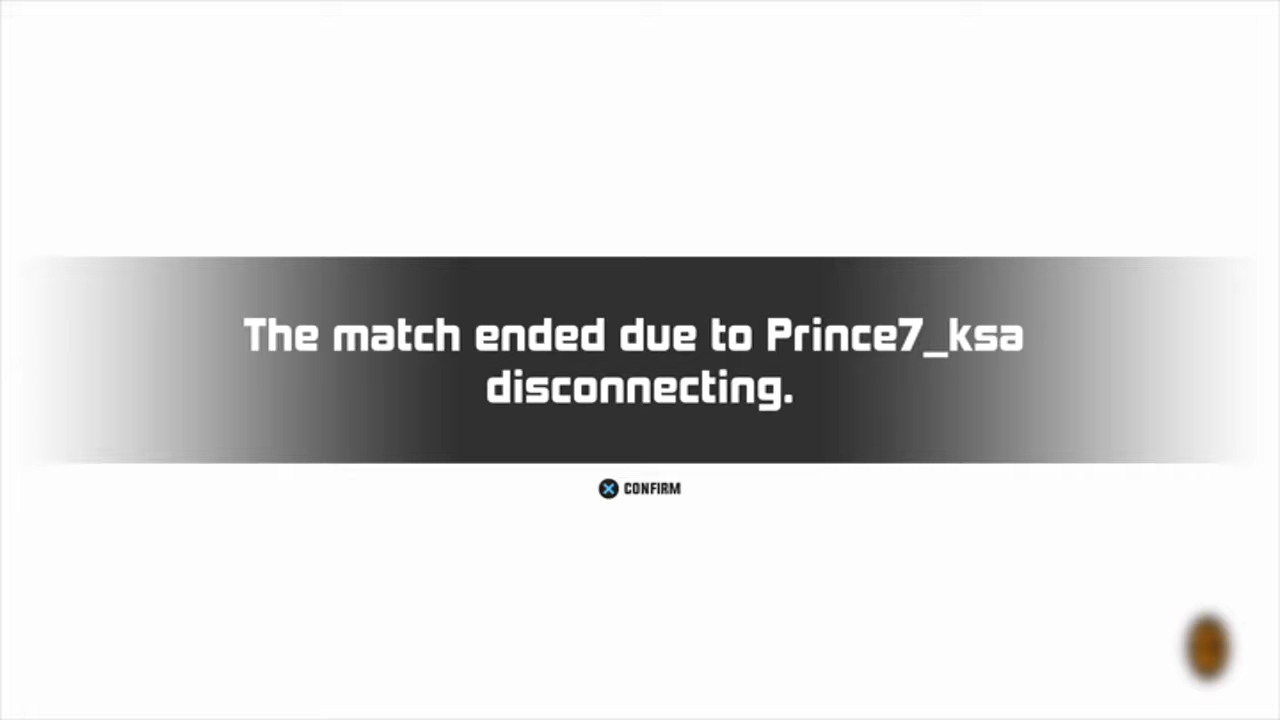 The match ended due to Prince7_ksa
disconnecting.
CONFIRM